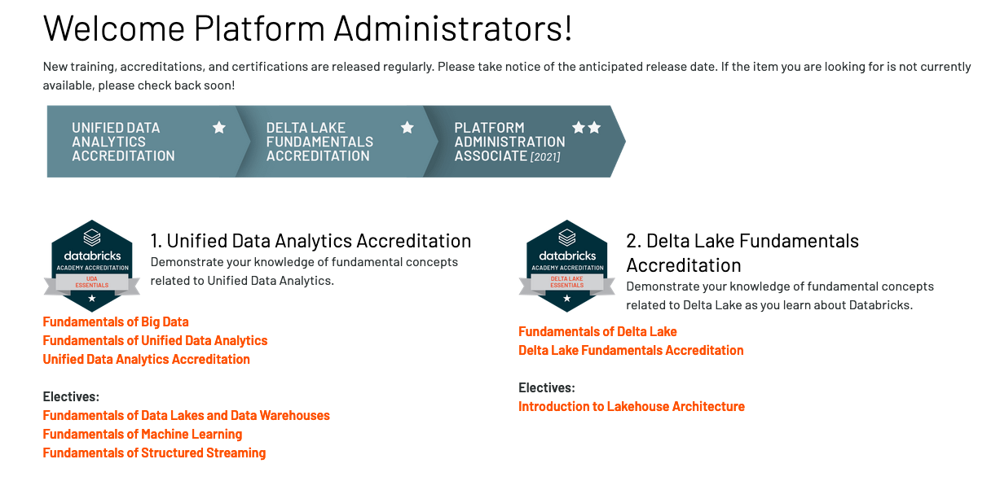 Welcome Platform Administrators!
New training, accreditations, and certifications are released regularly. Please take notice of the anticipated release date. If the item you are looking for is not currently
available, please check back soon!
UNIFIED DATA
ANALYTICS
ACCREDITATION
DELTA LAKE
FUNDAMENTALS
ACCREDITATION
PLATFORM
ADMINISTRATION
ASSOCIATE [2021]
databricks
ACADEMY ACCREDITATION
UDA
ESSENTIALS
1. Unified Data Analytics Accreditation
Demonstrate your knowledge of fundamental concepts
related to Unified Data Analytics.
Fundamentals of Big Data
Fundamentals of Unified Data Analytics
Unified Data Analytics Accreditation
Electives:
Fundamentals of Data Lakes and Data Warehouses
Fundamentals of Machine Learning
Fundamentals of Structured Streaming
databricks
ACADEMY ACCREDITATION
DELTA LAKE
ESSENTIALS
2. Delta Lake Fundamentals
Accreditation
Demonstrate your knowledge of fundamental concepts
related to Delta Lake as you learn about Databricks.
Fundamentals of Delta Lake
Delta Lake Fundamentals Accreditation
Electives:
Introduction to Lakehouse Architecture